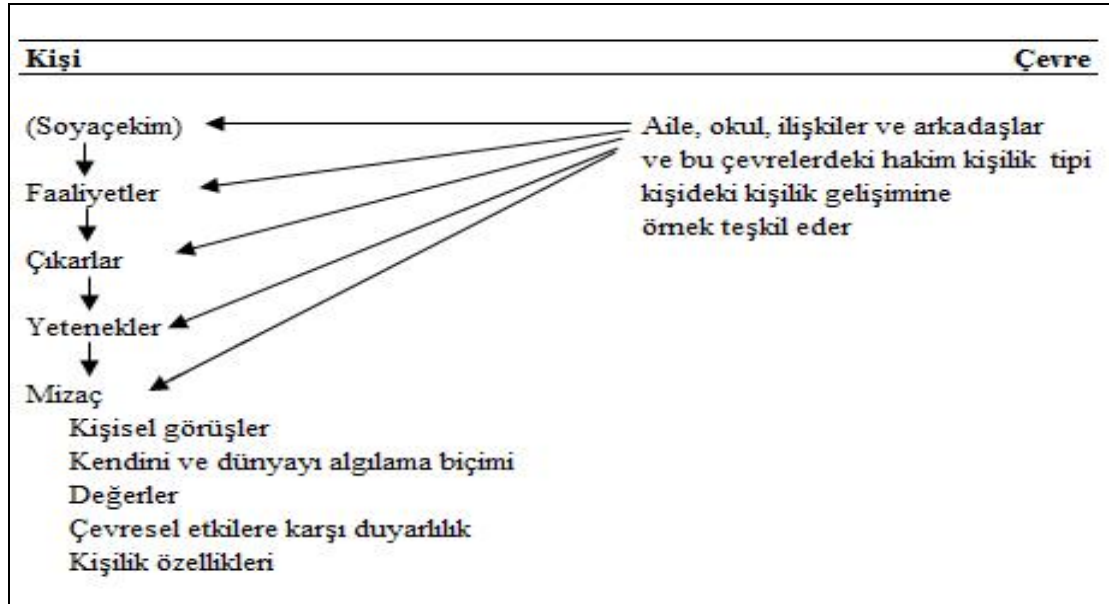 Kişi Çevre
(Soyaçekim) Aile, okul, ilişkiler ve arkadaşlar
ve bu çevrelerdeki hakim kişilik tipi
Faaliyetler kişideki kişilik gelişimine
örnek teşkil eder
Çıkarlar
Yetenekler
Mizaç
Kişisel görüşler
Kendini ve dünyayı algılama biçimi
Değerler
Çevresel etkilere karşı duyarlılık
Kişilik özellikleri